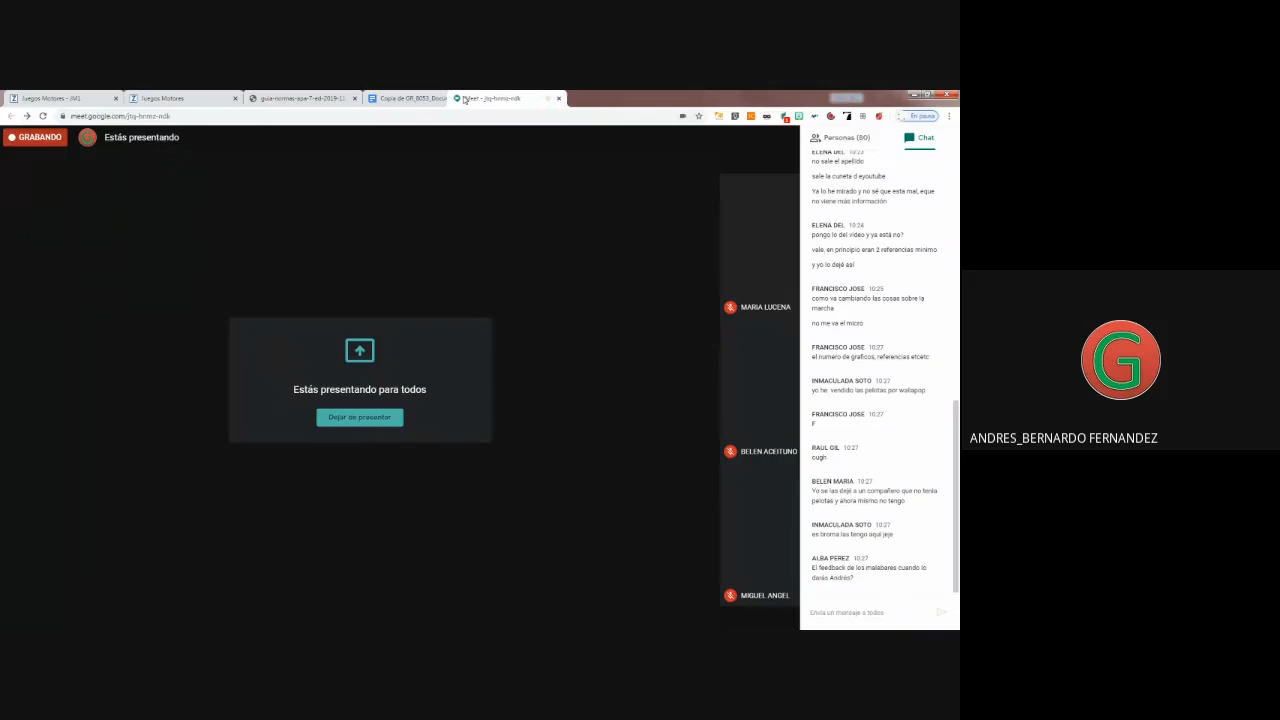 Juegos Motores - JM1
Juegos Motores
guia-normas-apa-7-ed-2019-11
Copia de GR_8053_Docu
Meet - jtq-hnmz-ndk
meet.google.com/jtq-hnmz-ndk
En pausa
GRABANDO
Estás presentando
Personas (80)
Chat
ELENA DEL 10:23
no sale el apellido
sale la cuneta d eyoutube
Ya lo he mirado y no sé que esta mal, eque
no viene más información
ELENA DEL 10:24
pongo lo del video y ya está no?
vale, en principio eran 2 referencias minimo
y yo lo dejé así
FRANCISCO JOSE 10:25
como va cambiando las cosas sobre la
marcha
no me va el micro
FRANCISCO JOSE 10:27
el numero de graficos, referencias etcetc
INMACULADA SOTO 10:27
yo he vendido las pelotas por wallapop
FRANCISCO JOSE 10:27
F
RAUL GIL 10:27
ough
BELEN MARIA 10:27
Yo se las dejé a un compañero que no tenia
pelotas y ahora mismo no tengo
INMACULADA SOTO 10:27
es broma las tengo aqui jeje
ALBA PEREZ 10:27
El feedback de los malabares cuando lo
darás Andrés?
Envía un mensaje a todos
MARIA LUCENA
BELEN ACEITUNO
MIGUEL ANGEL
Estás presentando para todos
Dejar de presentar
G
ANDRES_BERNARDO FERNANDEZ